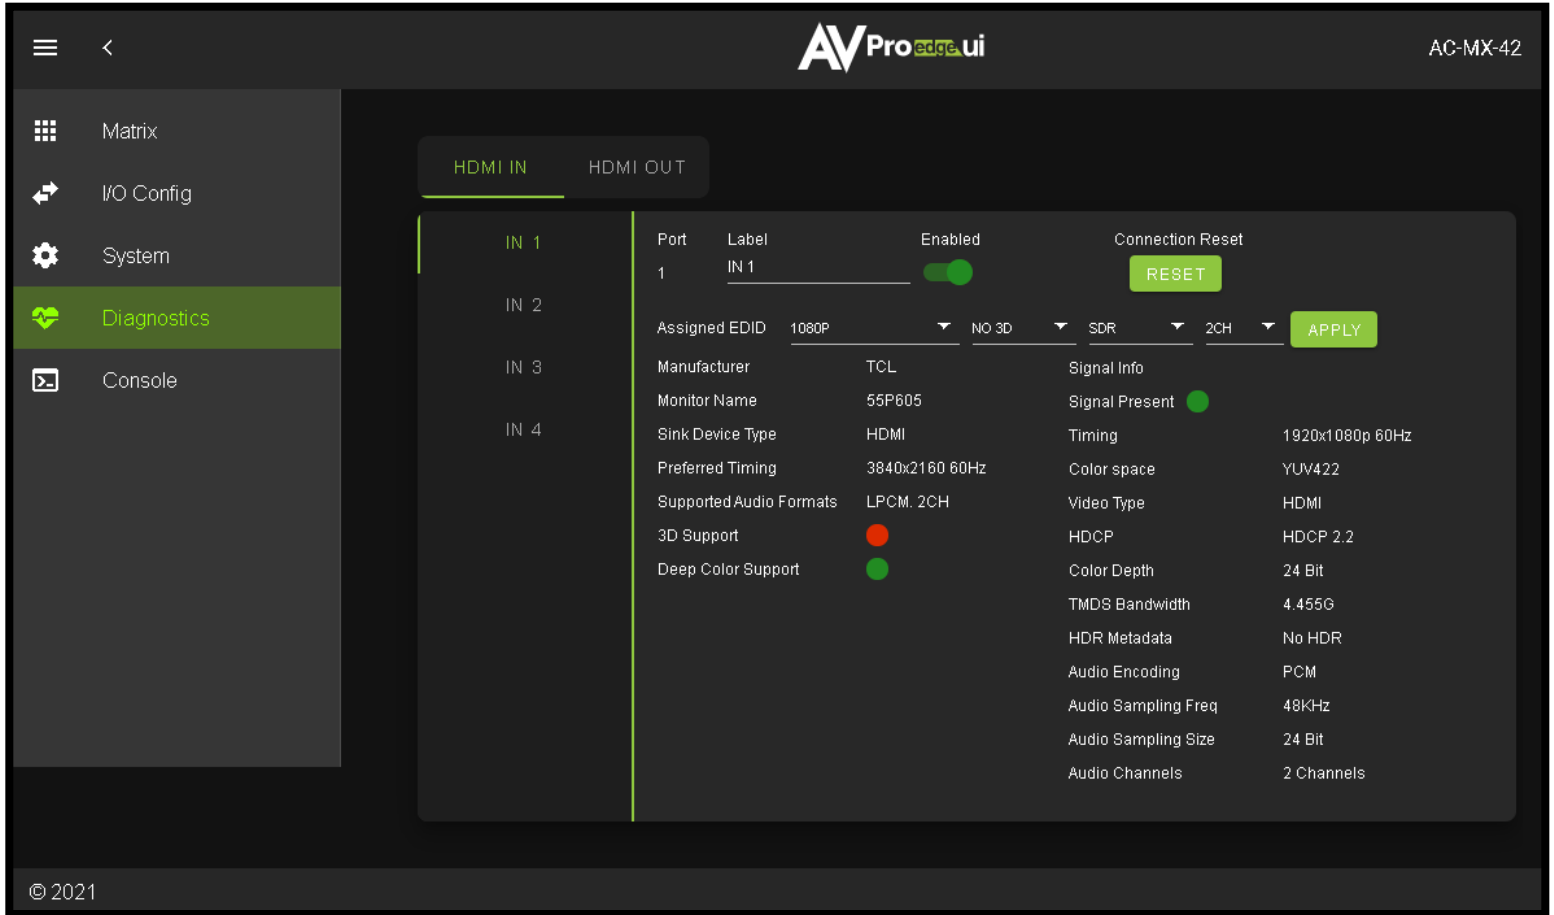 AVProedge.ui
AC-MX-42
Matrix
I/O Config
System
Diagnostics
Console
HDMI IN HDMI OUT
IN 1
IN 2
IN 3
IN 4
Port Label Enabled Connection Reset
1 IN 1 RESET
Assigned EDID 1080P NO 3D SDR 2CH APPLY
Manufacturer TCL
Monitor Name 55P605
Sink Device Type HDMI
Preferred Timing 3840x2160 60Hz
Supported Audio Formats LPCM. 2CH
3D Support
Deep Color Support
Signal Info
Signal Present
Timing 1920x1080p 60Hz
Color space YUV422
Video Type HDMI
HDCP HDCP 2.2
Color Depth 24 Bit
TMDS Bandwidth 4.455G
HDR Metadata No HDR
Audio Encoding PCM
Audio Sampling Freq 48KHz
Audio Sampling Size 24 Bit
Audio Channels 2 Channels
© 2021